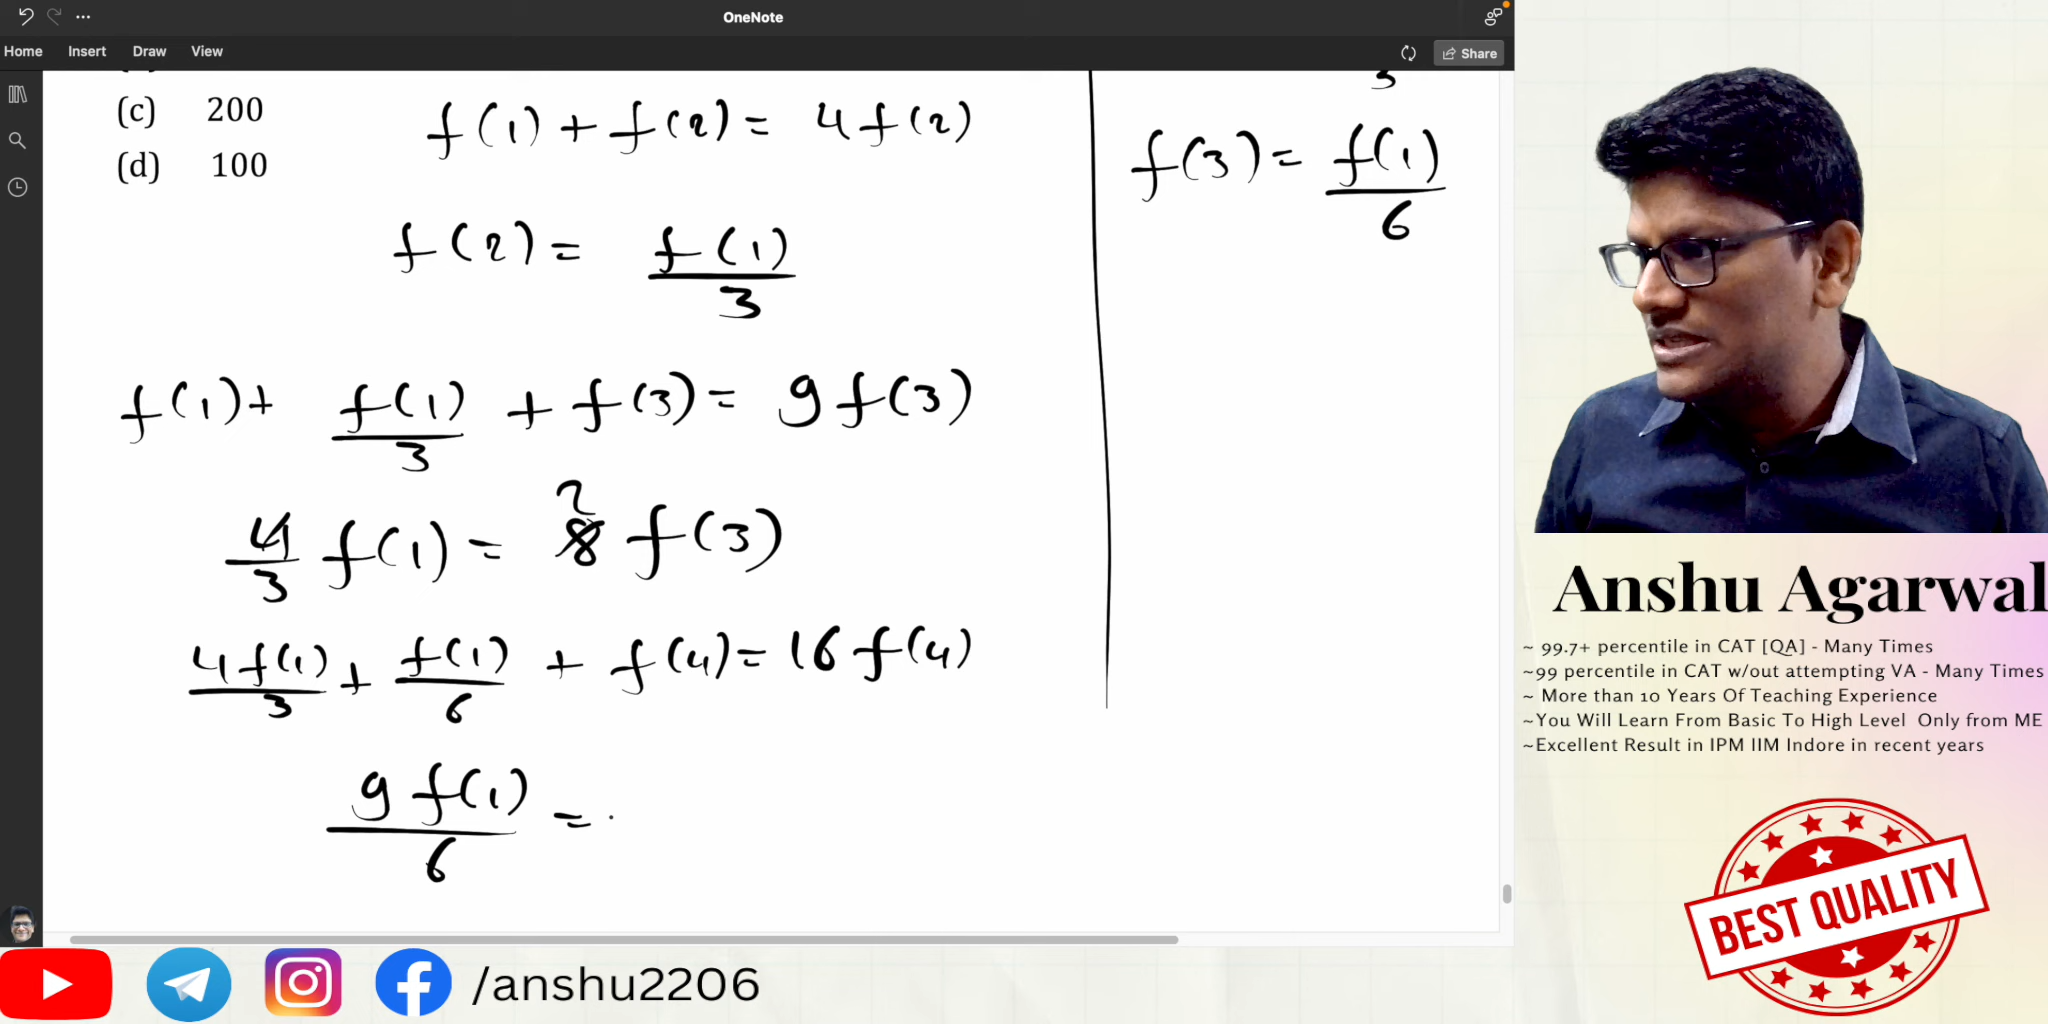 OneNote
Home Insert Draw View
Share
(c) 200
(d) 100
f(1) + f(2) = 4f(2)
f(2) = f(1)/3
f(1) + f(1)/3 + f(3) = 9f(3)
4/3 f(1) = 8 2 f(3)
4f(1)/3 + f(1)/6 + f(4) = 16f(4)
9f(1)/6 =
3
f(3) = f(1)/6
Anshu Agarwal
~ 99.7+ percentile in CAT [QA] - Many Times
~99 percentile in CAT w/out attempting VA - Many Times
~ More than 10 Years Of Teaching Experience
~You Will Learn From Basic To High Level Only from ME
~Excellent Result in IPM IIM Indore in recent years
BEST QUALITY
/anshu2206